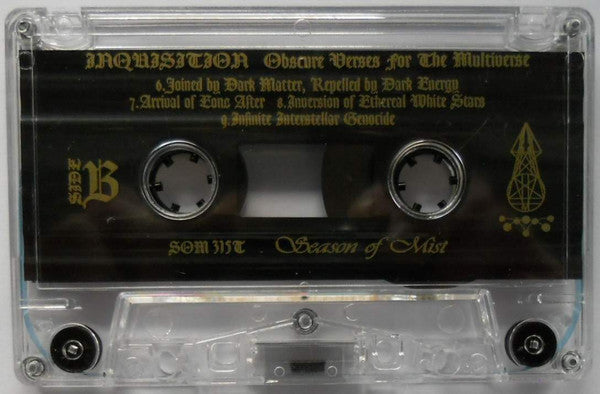 INQUISITION Obscure Verses For The Multiverse
6.Joined by Dark Matter, Repelled by Dark Energy
7.Arrival of Eons After 8.Inversion of Ethereal White Stars
9.Infinite Interstellar Genocide
SIDE B
SOM 315T Season of Mist